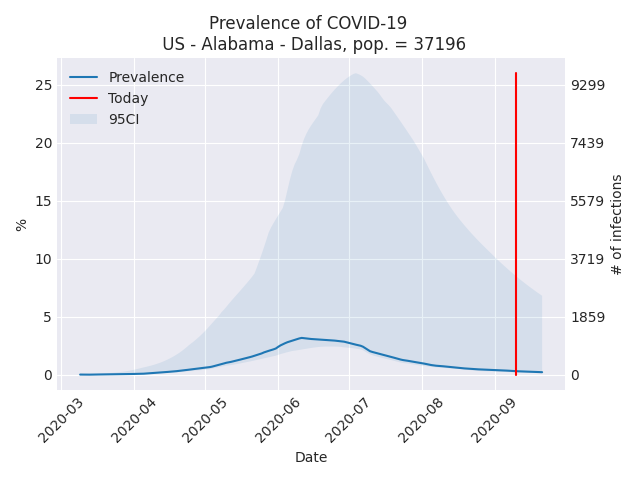 Prevalence of COVID-19
US - Alabama - Dallas, pop. = 37196
Prevalence
Today
95CI
25
20
15
10
5
0
%
9299
7439
5579
3719
1859
0
# of infections
2020-03
2020-04
2020-05
2020-06
2020-07
2020-08
2020-09
Date